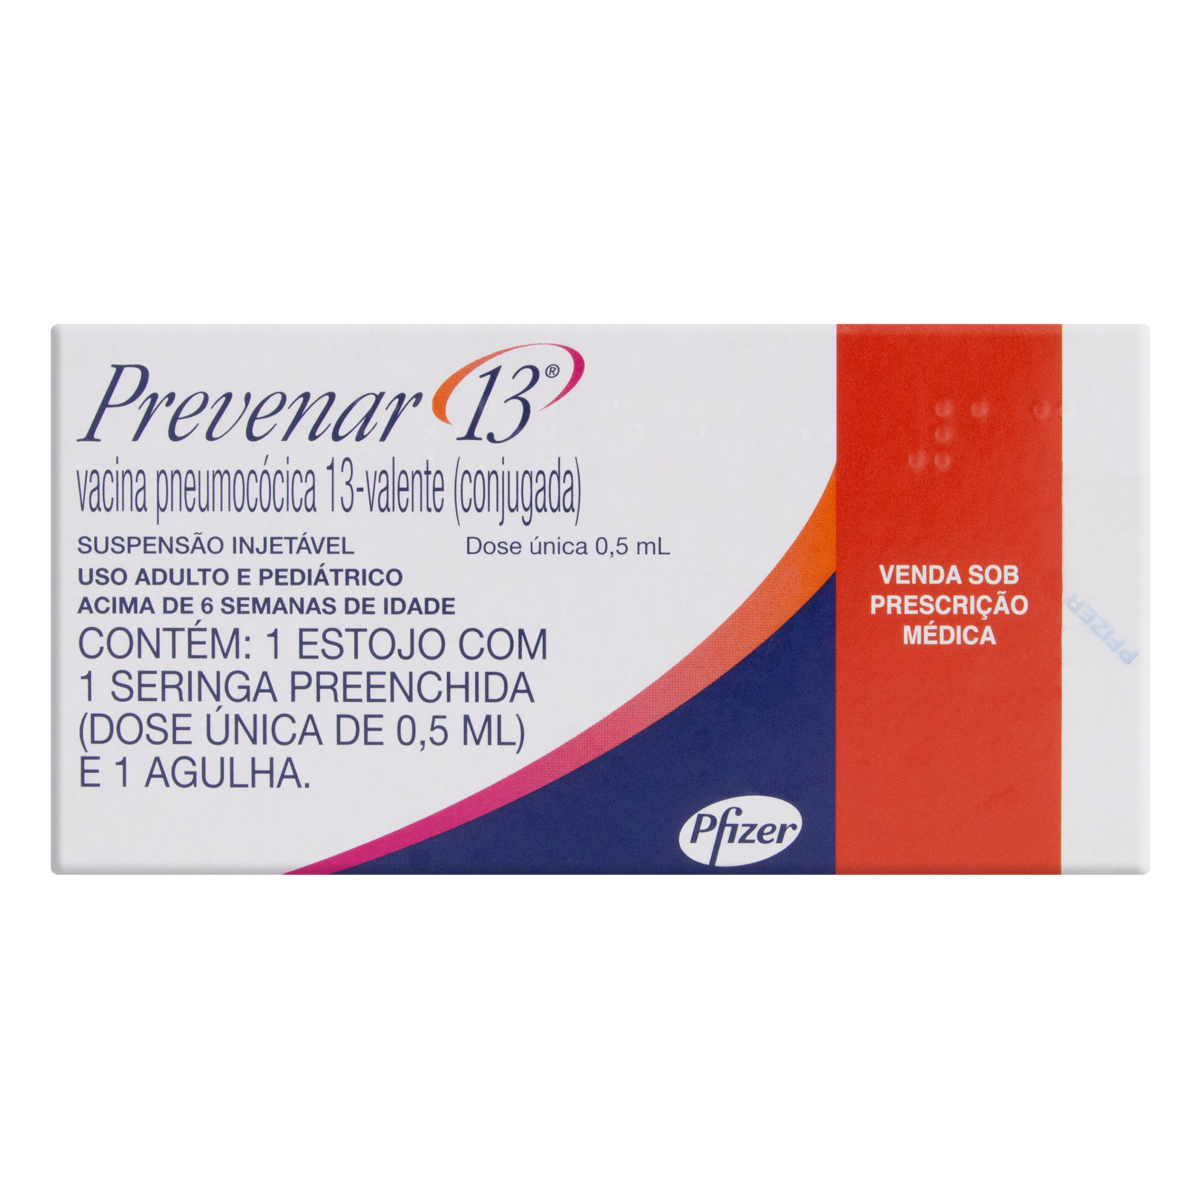 Prevenar 13®
vacina pneumocócica 13-valente (conjugada)
SUSPENSÃO INJETÁVEL Dose única 0,5 mL
USO ADULTO E PEDIÁTRICO
ACIMA DE 6 SEMANAS DE IDADE
CONTÉM: 1 ESTOJO COM
1 SERINGA PREENCHIDA
(DOSE ÚNICA DE 0,5 ML)
E 1 AGULHA.
Pfizer
VENDA SOB
PRESCRIÇÃO
MÉDICA
PFIZER